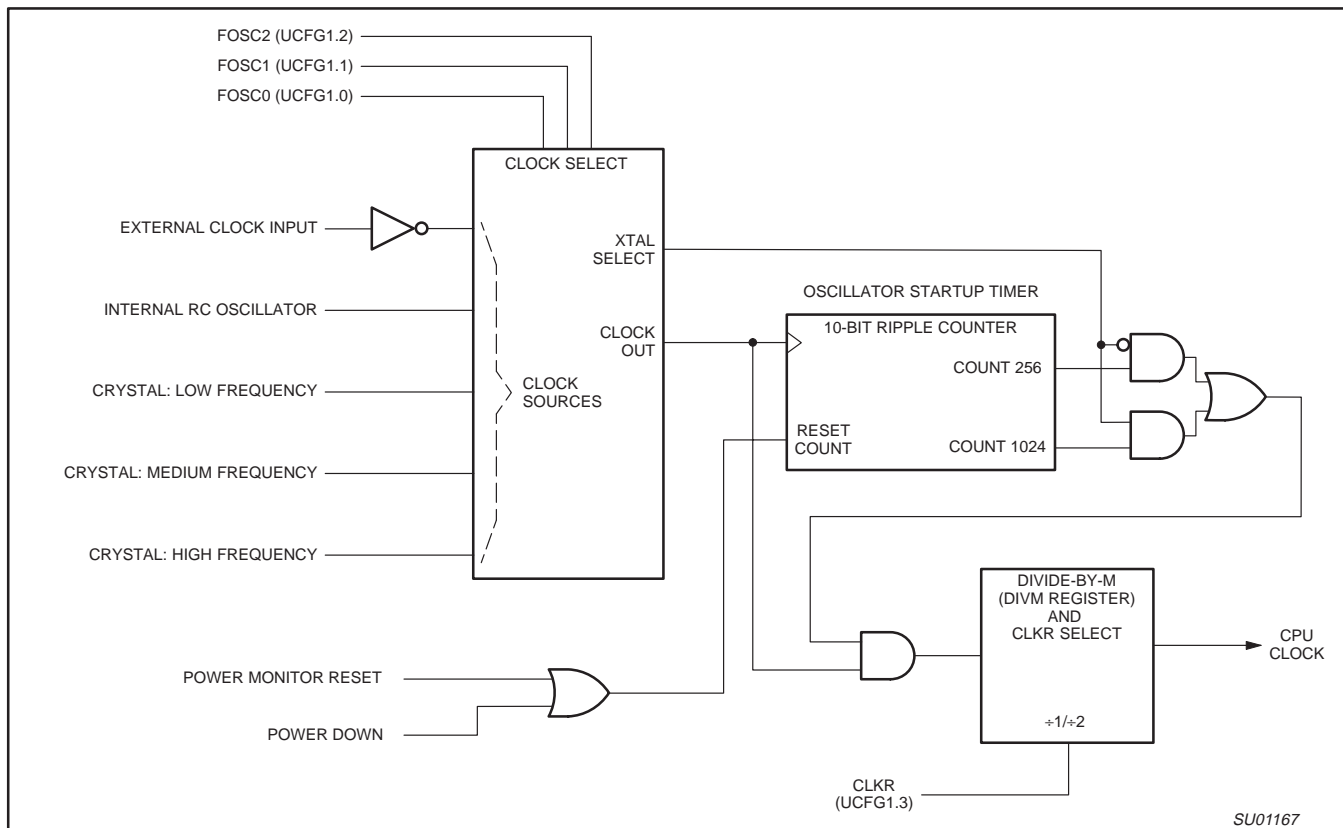 FOSC2 (UCFG1.2)
FOSC1 (UCFG1.1)
FOSC0 (UCFG1.0)
CLOCK SELECT
EXTERNAL CLOCK INPUT
XTAL
SELECT
INTERNAL RC OSCILLATOR
OSCILLATOR STARTUP TIMER
10-BIT RIPPLE COUNTER
CLOCK
OUT
COUNT 256
CRYSTAL: LOW FREQUENCY
CLOCK
SOURCES
RESET
COUNT
COUNT 1024
CRYSTAL: MEDIUM FREQUENCY
CRYSTAL: HIGH FREQUENCY
DIVIDE-BY-M
(DIVM REGISTER)
AND
CLKR SELECT
CPU
CLOCK
POWER MONITOR RESET
POWER DOWN
÷1/÷2
CLKR
(UCFG1.3)
SU01167